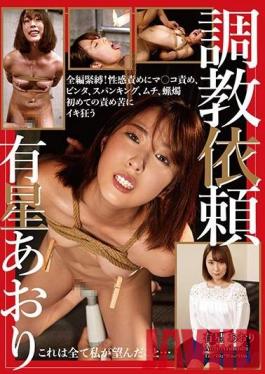 調教依頼
全編緊縛!性感責めにマ〇コ責め、
ビンタ、スパンキング、ムチ、蝋燭
初めての責め苦に
イキ狂う
有星あおり
有星あおり
これは全て私が望んだ